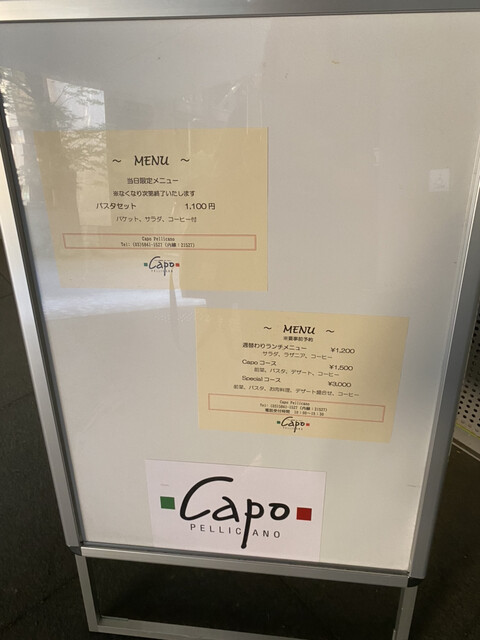 ～ MENU ～
当日限定メニュー
※なくなり次第終了いたします
パスタセット 1,100円
バケット、サラダ、コーヒー付
Capo Pellicano
Capo
PELLICANO
～ MENU ～
※要事前予約
週替わりランチメニュー ¥1,200
サラダ、ラザニア、コーヒー
Capoコース ¥1,500
前菜、パスタ、デザート、コーヒー
Specialコース ¥3,000
前菜、パスタ、お肉料理、デザート盛合せ、コーヒー
Capo Pellicano
Capo
PELLICANO
Capo
PELLICANO